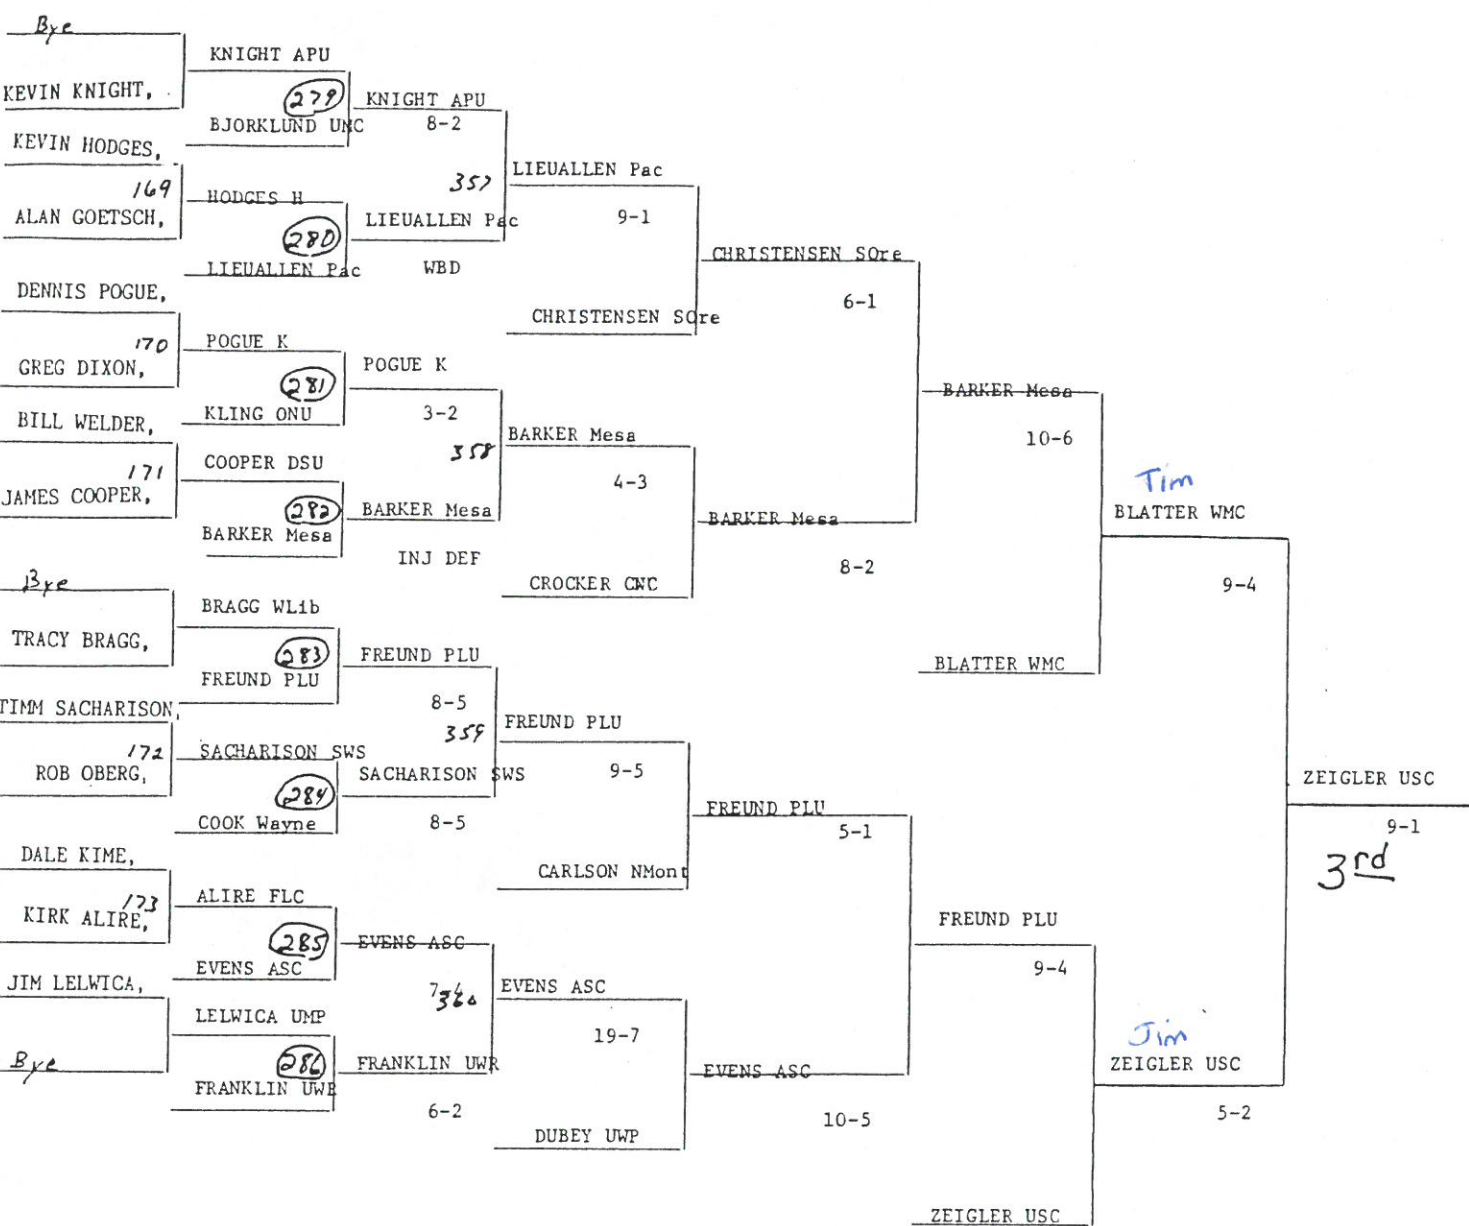 Bye
KNIGHT APU
KEVIN KNIGHT,
279
KNIGHT APU
BJORKLUND UNC
8-2
KEVIN HODGES,
LIEUALLEN Pac
357
169
HODGES H
ALAN GOETSCH,
LIEUALLEN Pac
9-1
280
CHRISTENSEN SOre
LIEUALLEN Pac
WBD
DENNIS POGUE,
6-1
CHRISTENSEN SOre
170
POGUE K
GREG DIXON,
POGUE K
281
BARKER Mesa
KLING ONU
3-2
BILL WELDER,
BARKER Mesa
10-6
358
COOPER DSU
171
4-3
Tim
JAMES COOPER,
282
BARKER Mesa
BARKER Mesa
BLATTER WMC
BARKER Mesa
INJ DEF
8-2
Bye
CROCKER CWC
9-4
BRAGG WLib
TRACY BRAGG,
283
FREUND PLU
BLATTER WMC
FREUND PLU
8-5
TIMM SACHARISON,
FREUND PLU
359
172
SACHARISON SWS
ROB OBERG,
SACHARISON SWS
9-5
ZEIGLER USC
284
FREUND PLU
COOK Wayne
8-5
5-1
9-1
DALE KIME,
3rd
CARLSON NMont
ALIRE FLC
173
KIRK ALIRE,
FREUND PLU
285
EVENS ASC
EVENS ASC
9-4
JIM LELWICA,
7-4
360
EVENS ASC
LELWICA UMP
19-7
Jim
Bye
286
FRANKLIN UWR
EVENS ASC
ZEIGLER USC
FRANKLIN UWR
6-2
10-5
5-2
DUBEY UWP
ZEIGLER USC